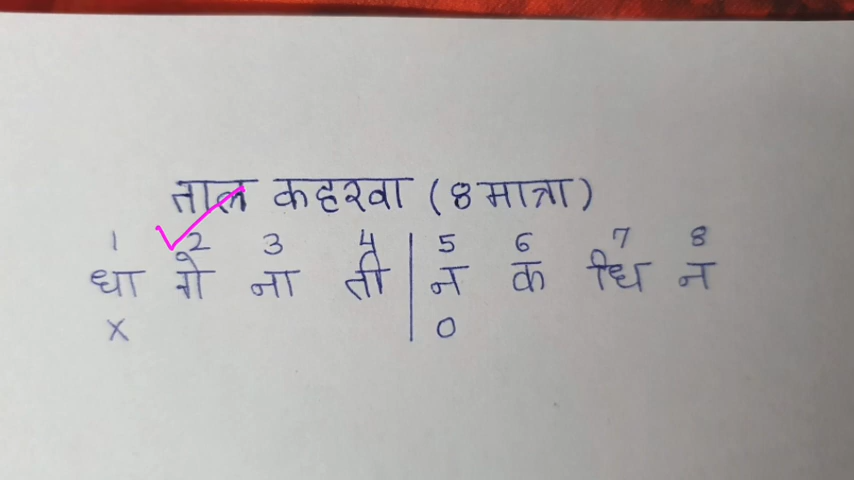 ताल कहरवा (8 मात्रा)
1 2 3 4 | 5 6 7 8
धा गे ना ती | न क धि न
X | 0